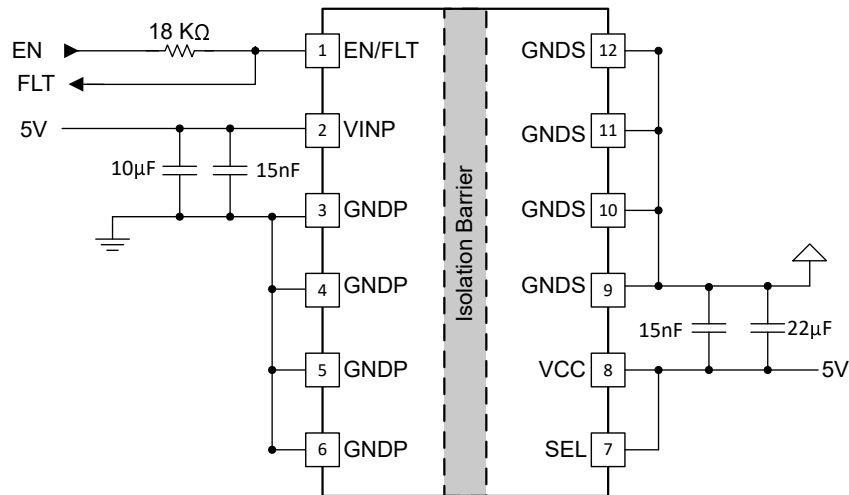 18 KΩ
EN
1
EN/FLT
GNDS
12
FLT
5V
2
VINP
GNDS
11
10µF
15nF
3
GNDP
GNDS
10
Isolation Barrier
4
GNDP
GNDS
9
15nF
22µF
5
GNDP
VCC
8
5V
6
GNDP
SEL
7